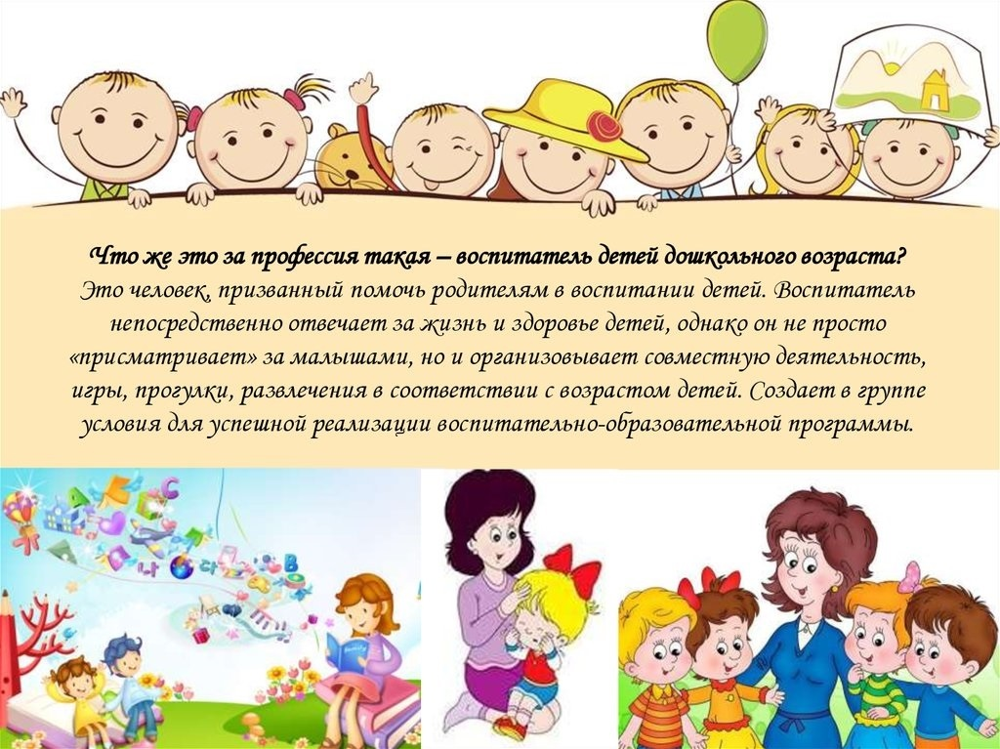 Что же это за профессия такая – воспитатель детей дошкольного возраста?
Это человек, призванный помочь родителям в воспитании детей. Воспитатель
непосредственно отвечает за жизнь и здоровье детей, однако он не просто
«присматривает» за малышами, но и организовывает совместную деятельность,
игры, прогулки, развлечения в соответствии с возрастом детей. Создает в группе
условия для успешной реализации воспитательно-образовательной программы.